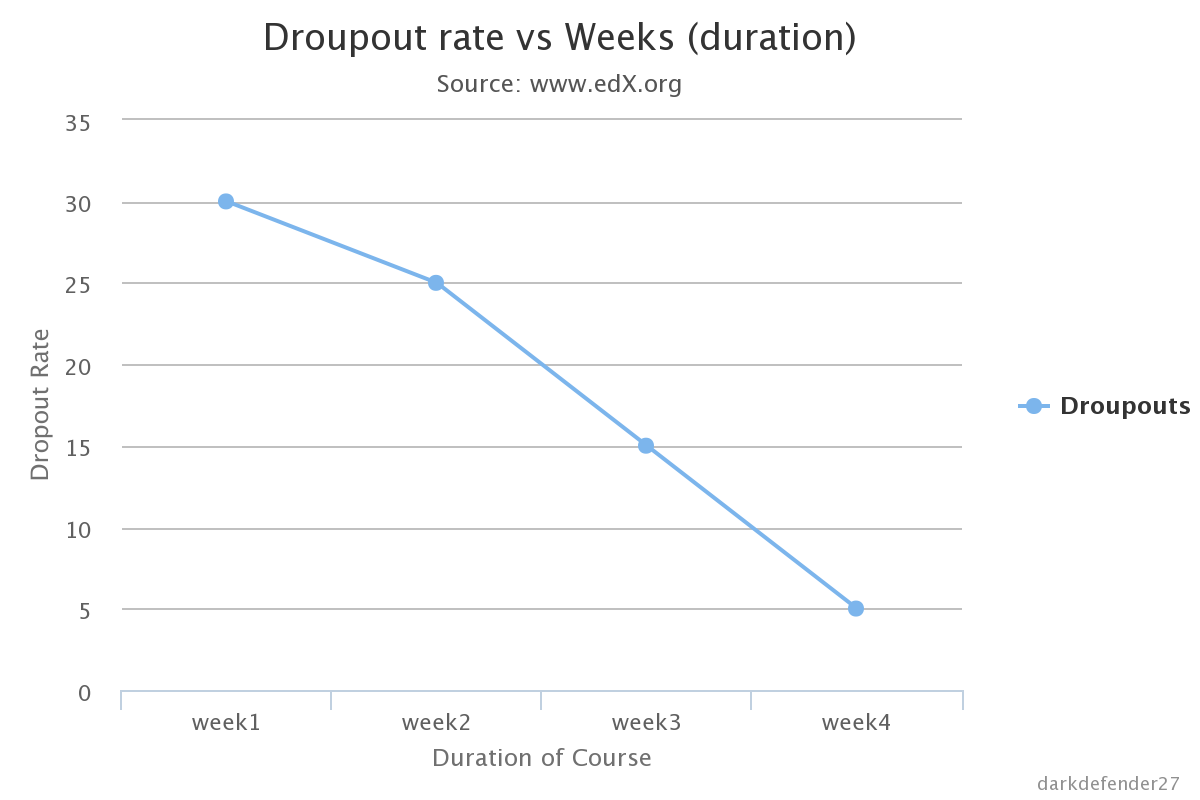 Droupout rate vs Weeks (duration)
Source: www.edX.org
35
30
25
20
15
10
5
0
Dropout Rate
week1 week2 week3 week4
Duration of Course
Droupouts
darkdefender27